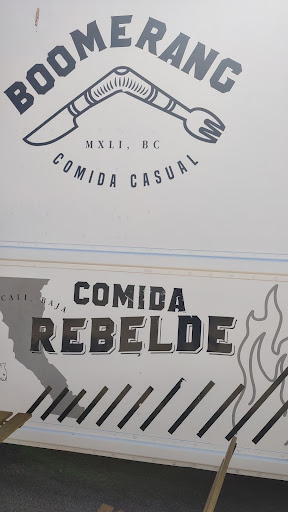 BOOMERANG
MXLI, BC
COMIDA CASUAL
CALI, BAJA
COMIDA
REBELDE